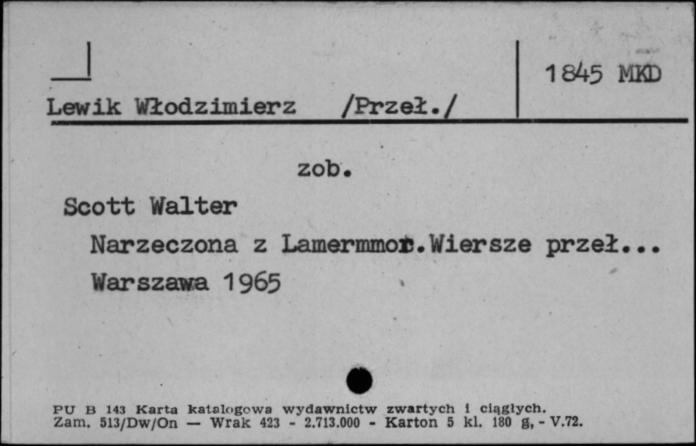 1845 MKD
Lewik Włodzimierz /Przeł./
zob.
Scott Walter
Narzeczona z Lamermmor.Wiersze przeł...
Warszawa 1965
PU B 143 Karta katalogowa wydawnictw zwartych i ciągłych.
Zam. 513/Dw/On — Wrak 423 - 2.713.000 - Karton 5 kl. 180 g, - V.72.